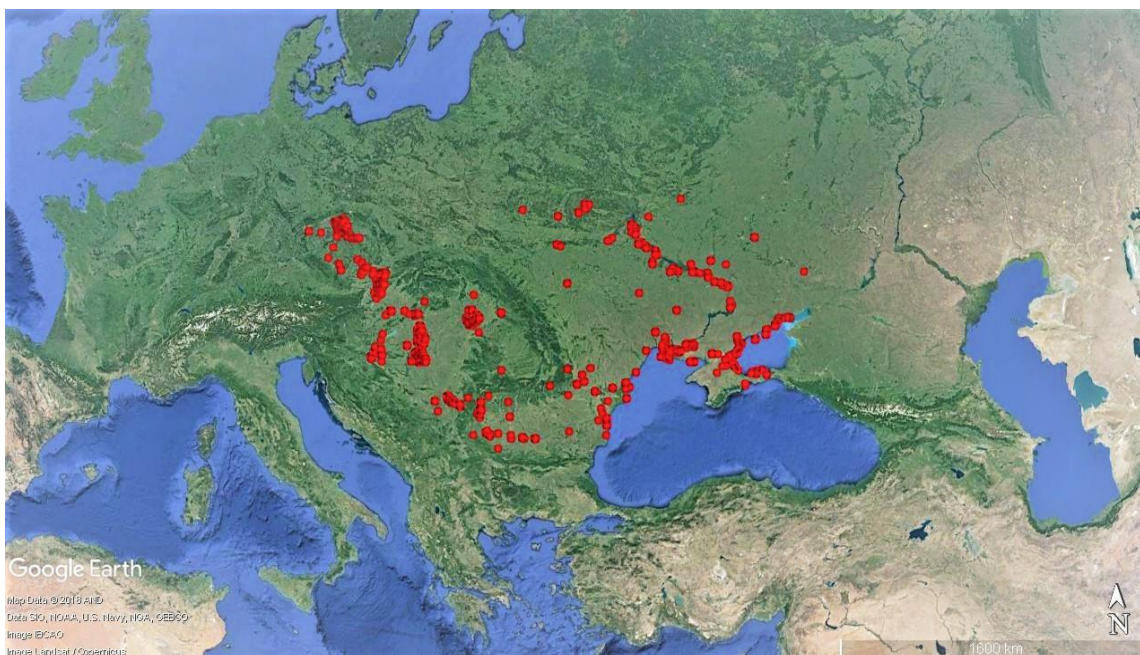 Google Earth
Map Data © 2018 AND
Data SIO, NOAA, U.S. Navy, NGA, GEBCO
Image IBCAO
Image Landsat / Copernicus
N
1600 km